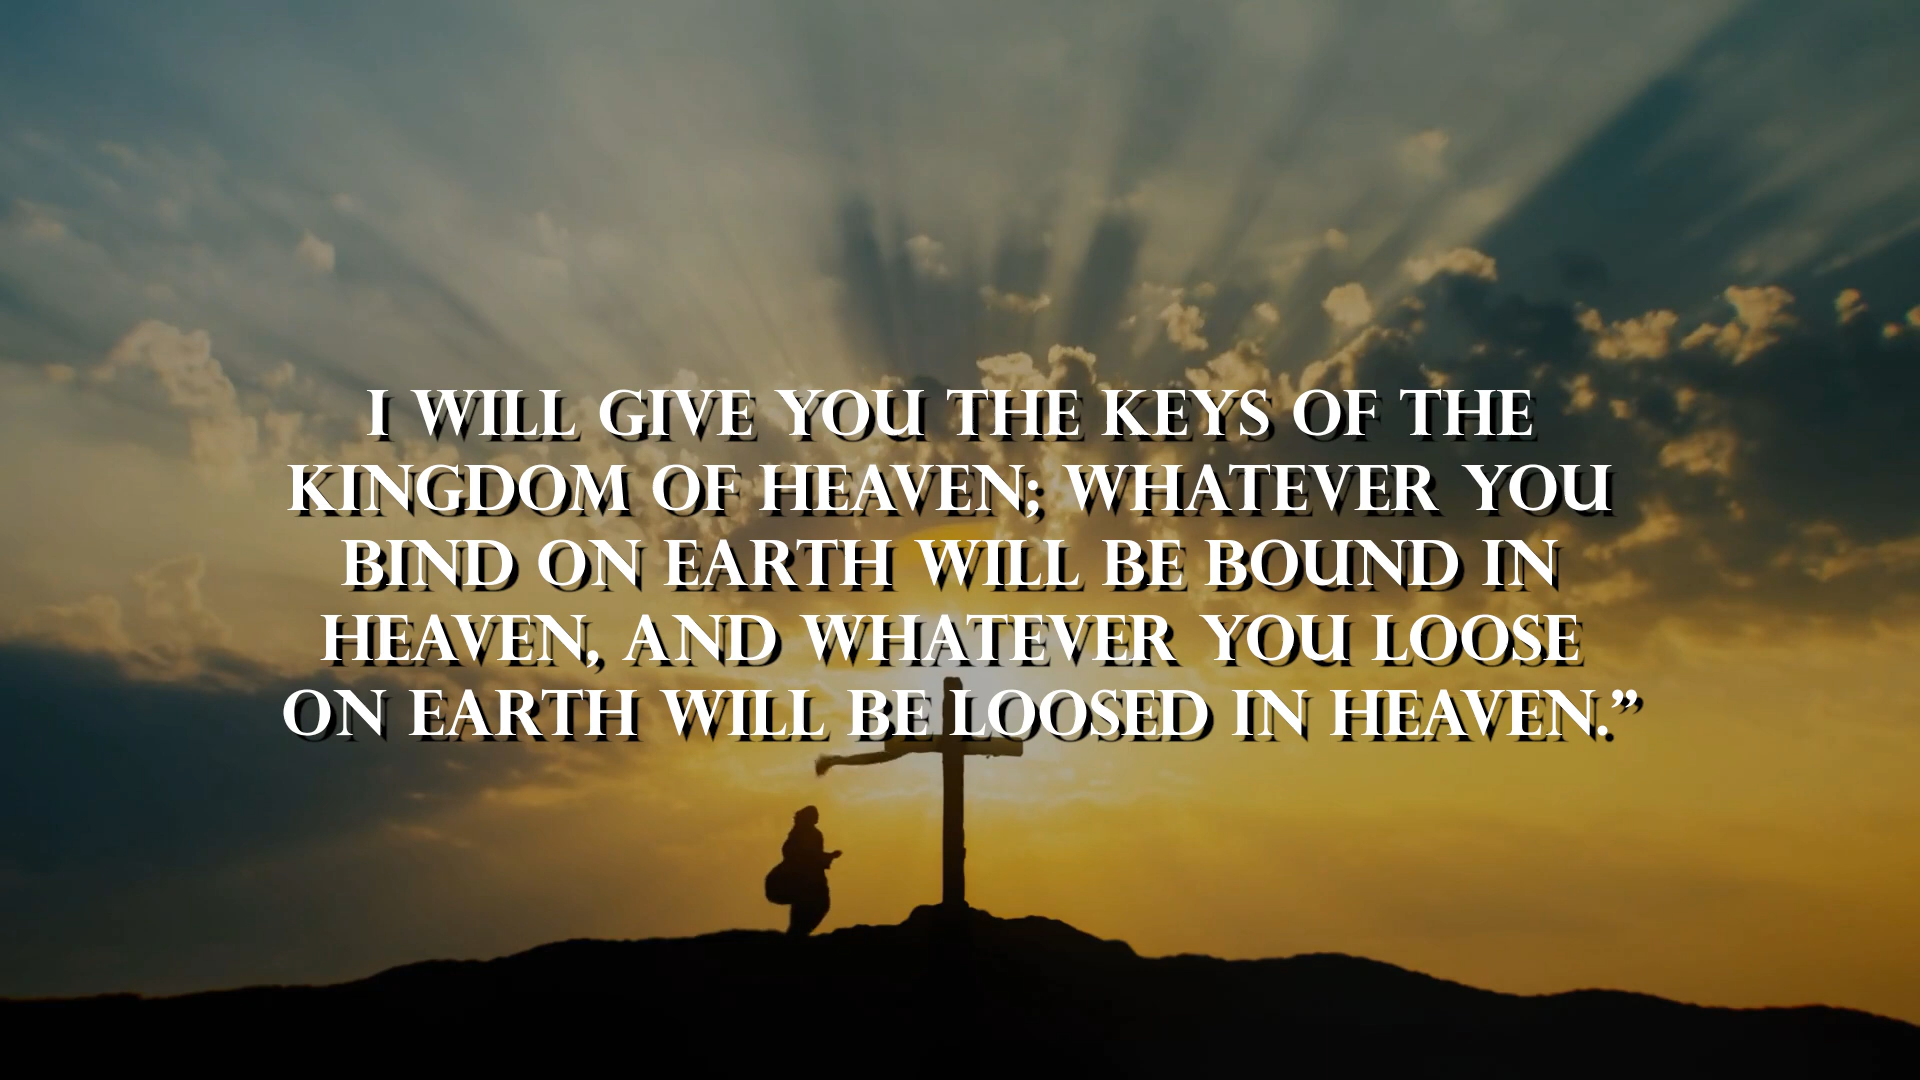 I WILL GIVE YOU THE KEYS OF THE
KINGDOM OF HEAVEN; WHATEVER YOU
BIND ON EARTH WILL BE BOUND IN
HEAVEN, AND WHATEVER YOU LOOSE
ON EARTH WILL BE LOOSED IN HEAVEN.”